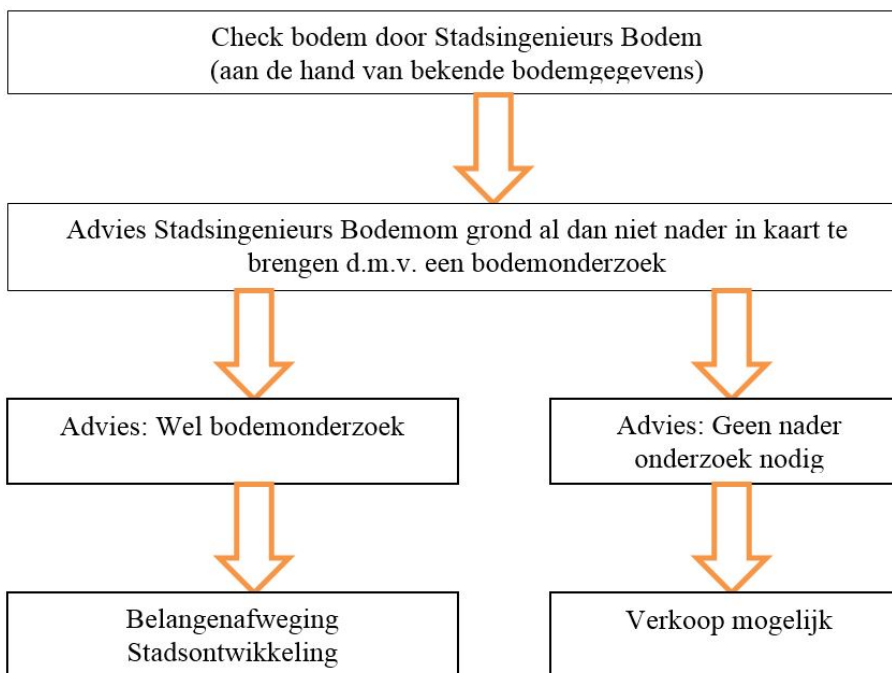 Check bodem door Stadsingenieurs Bodem
(aan de hand van bekende bodemgegevens)
Advies Stadsingenieurs Bodemom grond al dan niet nader in kaart te
brengen d.m.v. een bodemonderzoek
Advies: Wel bodemonderzoek
Advies: Geen nader
onderzoek nodig
Belangenafweging
Stadsontwikkeling
Verkoop mogelijk